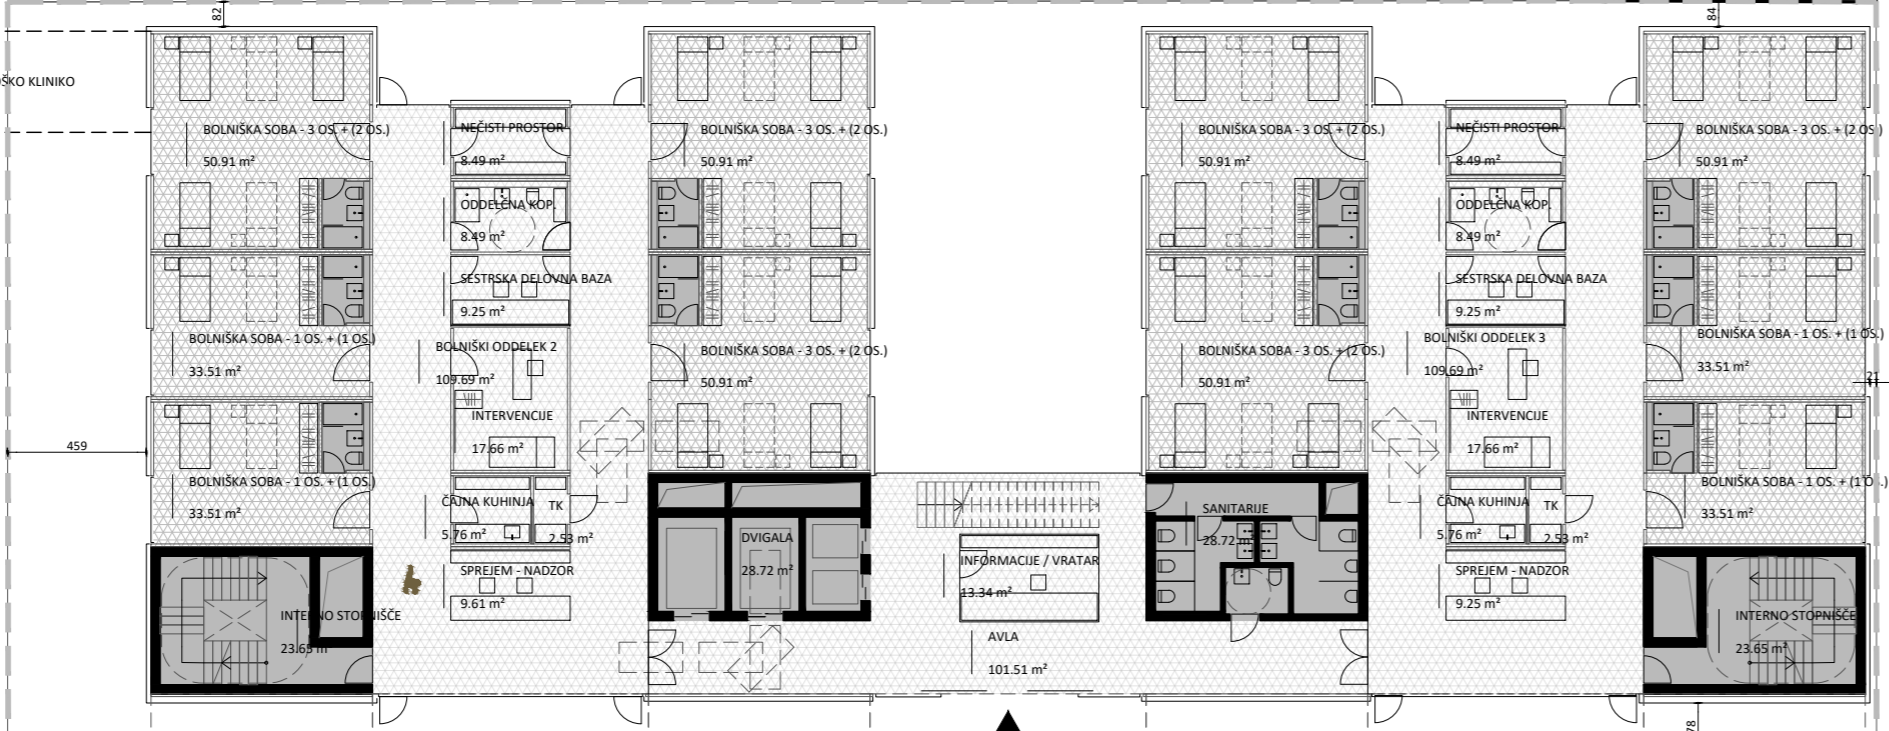 82
84
ŠKO KLINIKO
BOLNIŠKA SOBA - 3 OS. + (2 OS.)
50.91 m²
NEČISTI PROSTOR
8.49 m²
BOLNIŠKA SOBA - 3 OS. + (2 OS.)
50.91 m²
BOLNIŠKA SOBA - 3 OS. + (2 OS.)
50.91 m²
NEČISTI PROSTOR
8.49 m²
BOLNIŠKA SOBA - 3 OS. + (2 OS.)
50.91 m²
ODDELČNA KOP.
8.49 m²
ODDELČNA KOP.
8.49 m²
SESTRSKA DELOVNA BAZA
9.25 m²
SESTRSKA DELOVNA BAZA
9.25 m²
BOLNIŠKA SOBA - 1 OS. + (1 OS.)
33.51 m²
BOLNIŠKI ODDELEK 2
109.69 m²
BOLNIŠKA SOBA - 3 OS. + (2 OS.)
50.91 m²
BOLNIŠKA SOBA - 3 OS. + (2 OS.)
50.91 m²
BOLNIŠKI ODDELEK 3
109.69 m²
BOLNIŠKA SOBA - 1 OS. + (1 OS.)
33.51 m²
21
INTERVENCIJE
17.66 m²
INTERVENCIJE
17.66 m²
459
BOLNIŠKA SOBA - 1 OS. + (1 OS.)
33.51 m²
ČAJNA KUHINJA
5.76 m²
TK
2.53 m²
DVIGALA
28.72 m²
SANITARIJE
28.72 m²
ČAJNA KUHINJA
5.76 m²
TK
2.53 m²
BOLNIŠKA SOBA - 1 OS. + (1 OS.)
33.51 m²
SPREJEM - NADZOR
9.61 m²
INFORMACIJE / VRATAR
13.34 m²
SPREJEM - NADZOR
9.25 m²
INTERNO STOPNIŠČE
23.65 m²
AVLA
101.51 m²
INTERNO STOPNIŠČE
23.65 m²
78